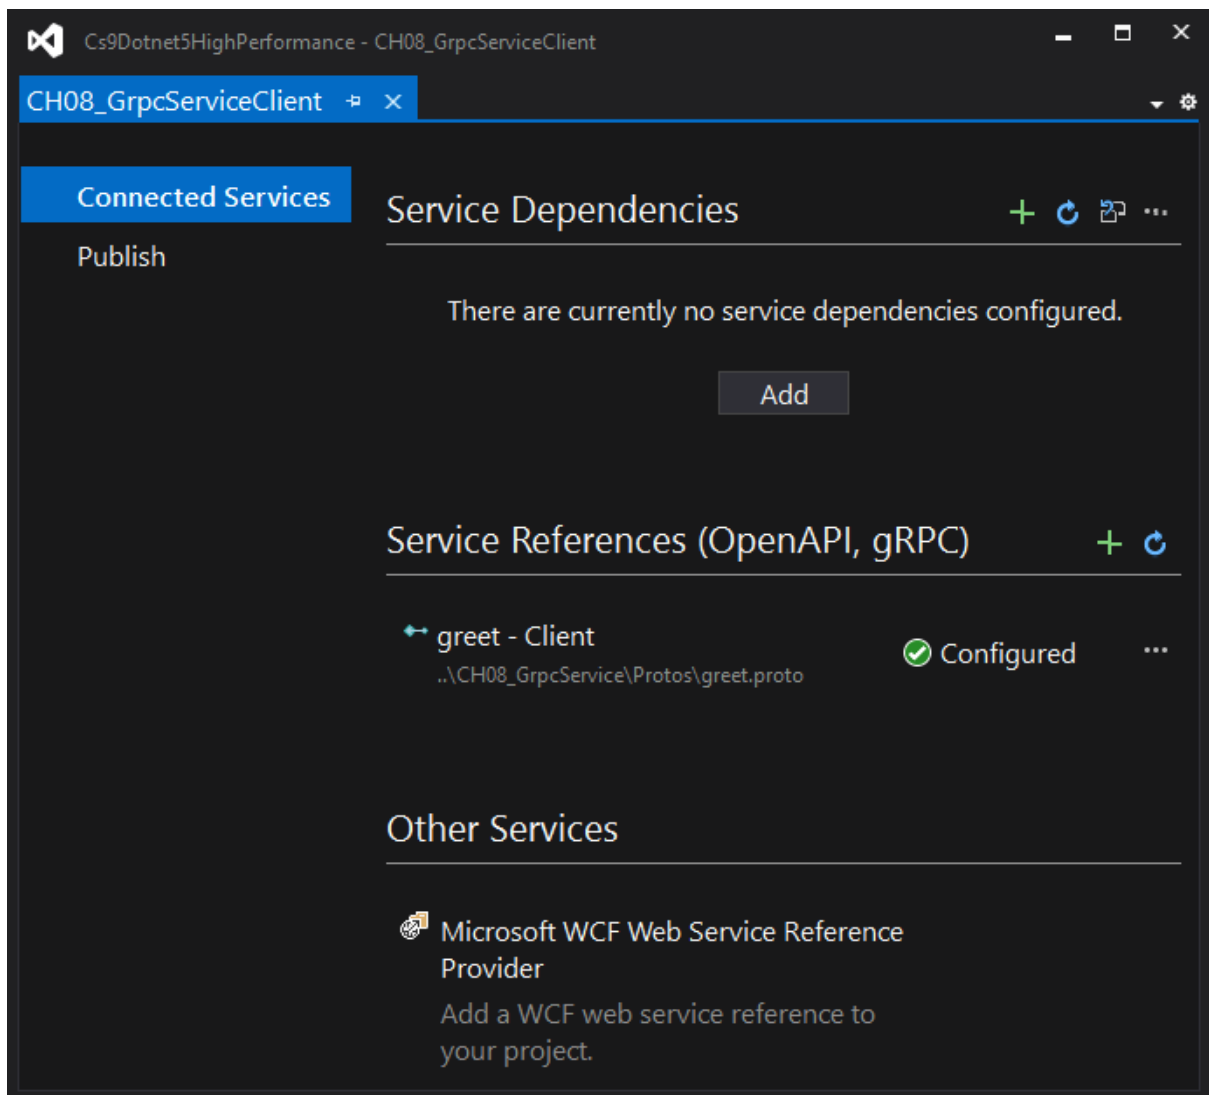 Cs9Dotnet5HighPerformance - CH08_GrpcServiceClient
CH08_GrpcServiceClient
Connected Services
Publish
Service Dependencies
There are currently no service dependencies configured.
Add
Service References (OpenAPI, gRPC)
greet - Client
Configured
..\CH08_GrpcService\Protos\greet.proto
Other Services
Microsoft WCF Web Service Reference
Provider
Add a WCF web service reference to
your project.